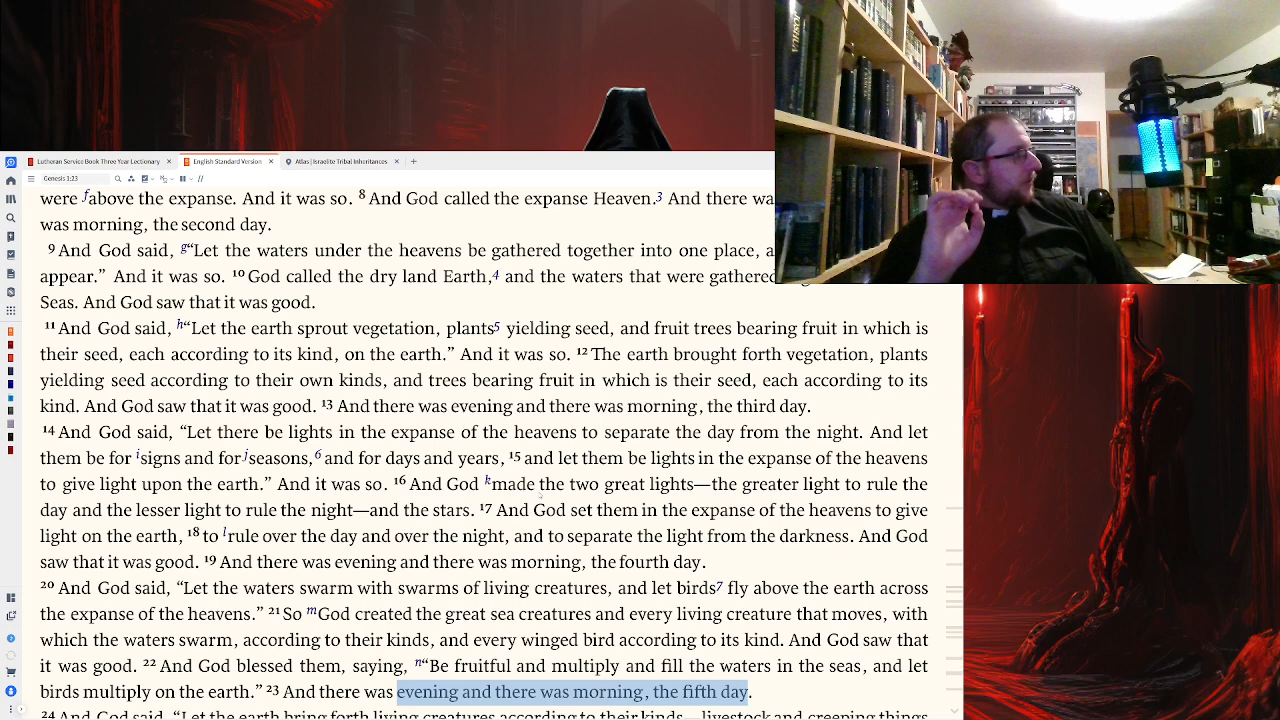 Lutheran Service Book Three Year Lectionary
English Standard Version
Atlas | Israelite Tribal Inheritances
Genesis 1:23
were f above the expanse. And it was so. 8 And God called the expanse Heaven.3 And there wa
was morning, the second day.
9 And God said, g “Let the waters under the heavens be gathered together into one place, a
appear.” And it was so. 10 God called the dry land Earth,4 and the waters that were gathered
Seas. And God saw that it was good.
11 And God said, h “Let the earth sprout vegetation, plants5 yielding seed, and fruit trees bearing fruit in which is
their seed, each according to its kind, on the earth.” And it was so. 12 The earth brought forth vegetation, plants
yielding seed according to their own kinds, and trees bearing fruit in which is their seed, each according to its
kind. And God saw that it was good. 13 And there was evening and there was morning, the third day.
14 And God said, “Let there be lights in the expanse of the heavens to separate the day from the night. And let
them be for i signs and for j seasons,6 and for days and years, 15 and let them be lights in the expanse of the heavens
to give light upon the earth.” And it was so. 16 And God k made the two great lights—the greater light to rule the
day and the lesser light to rule the night—and the stars. 17 And God set them in the expanse of the heavens to give
light on the earth, 18 to l rule over the day and over the night, and to separate the light from the darkness. And God
saw that it was good. 19 And there was evening and there was morning, the fourth day.
20 And God said, “Let the waters swarm with swarms of living creatures, and let birds7 fly above the earth across
the expanse of the heavens.” 21 So m God created the great sea creatures and every living creature that moves, with
which the waters swarm, according to their kinds, and every winged bird according to its kind. And God saw that
it was good. 22 And God blessed them, saying, n “Be fruitful and multiply and fill the waters in the seas, and let
birds multiply on the earth.” 23 And there was evening and there was morning, the fifth day.
24 And God said, “Let the earth bring forth living creatures according to their kinds—livestock and creeping things